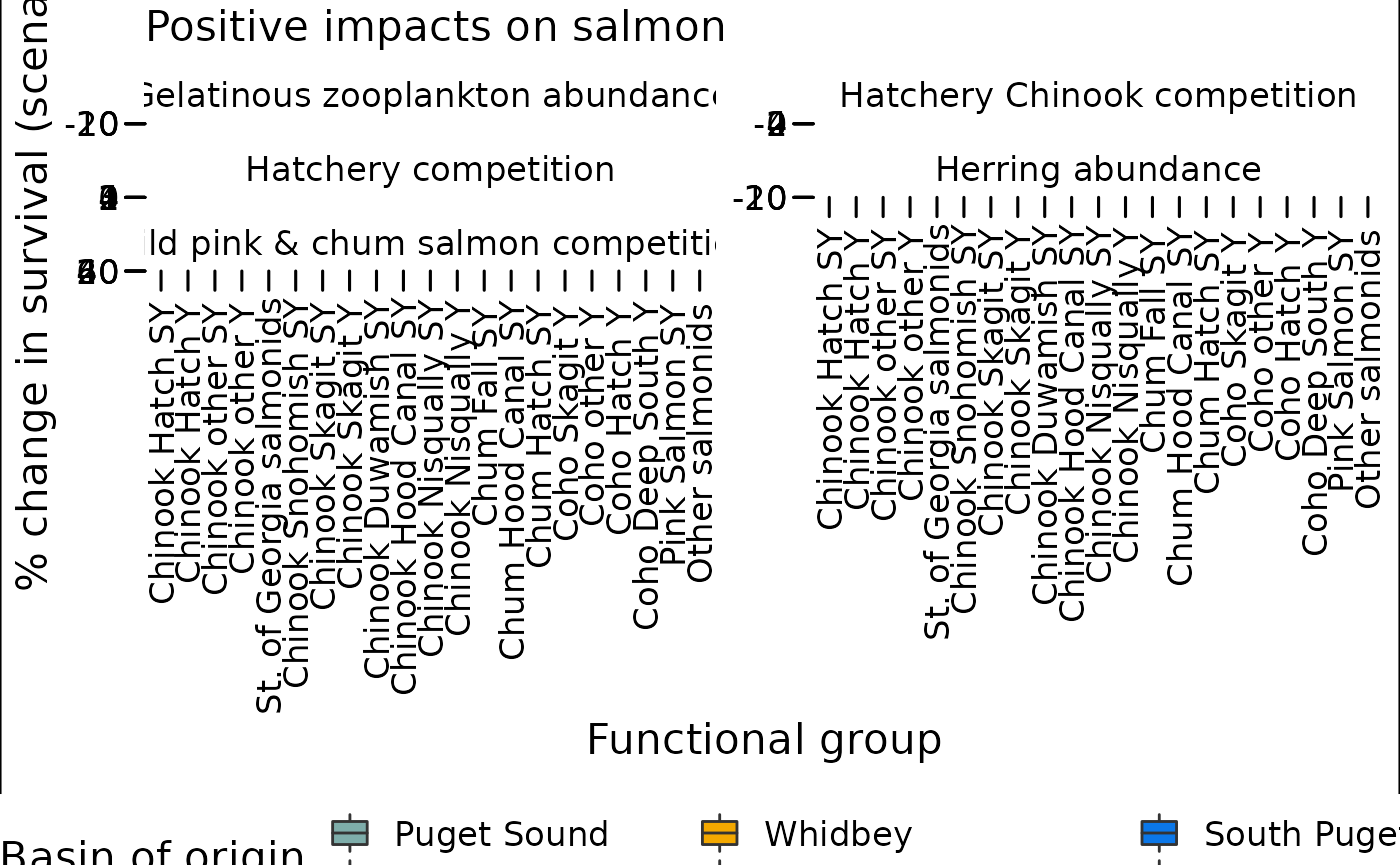 Positive impacts on salmon
% change in survival (scena
Gelatinous zooplankton abundance
Hatchery Chinook competition
Hatchery competition
Herring abundance
ild pink & chum salmon competiti
Chinook Hatch SY
Chinook Hatch Y
Chinook other SY
Chinook other Y
St. of Georgia salmonids
Chinook Snohomish SY
Chinook Skagit SY
Chinook Skagit Y
Chinook Duwamish SY
Chinook Hood Canal SY
Chinook Nisqually SY
Chinook Nisqually Y
Chum Fall SY
Chum Hood Canal SY
Chum Hatch SY
Coho Skagit Y
Coho other Y
Coho Hatch Y
Coho Deep South Y
Pink Salmon SY
Other salmonids
Chinook Hatch SY
Chinook Hatch Y
Chinook other SY
Chinook other Y
St. of Georgia salmonids
Chinook Snohomish SY
Chinook Skagit SY
Chinook Skagit Y
Chinook Duwamish SY
Chinook Hood Canal SY
Chinook Nisqually SY
Chinook Nisqually Y
Chum Fall SY
Chum Hood Canal SY
Chum Hatch SY
Coho Skagit Y
Coho other Y
Coho Hatch Y
Coho Deep South Y
Pink Salmon SY
Other salmonids
Functional group
Basin of origin
Puget Sound
Whidbey
South Puge